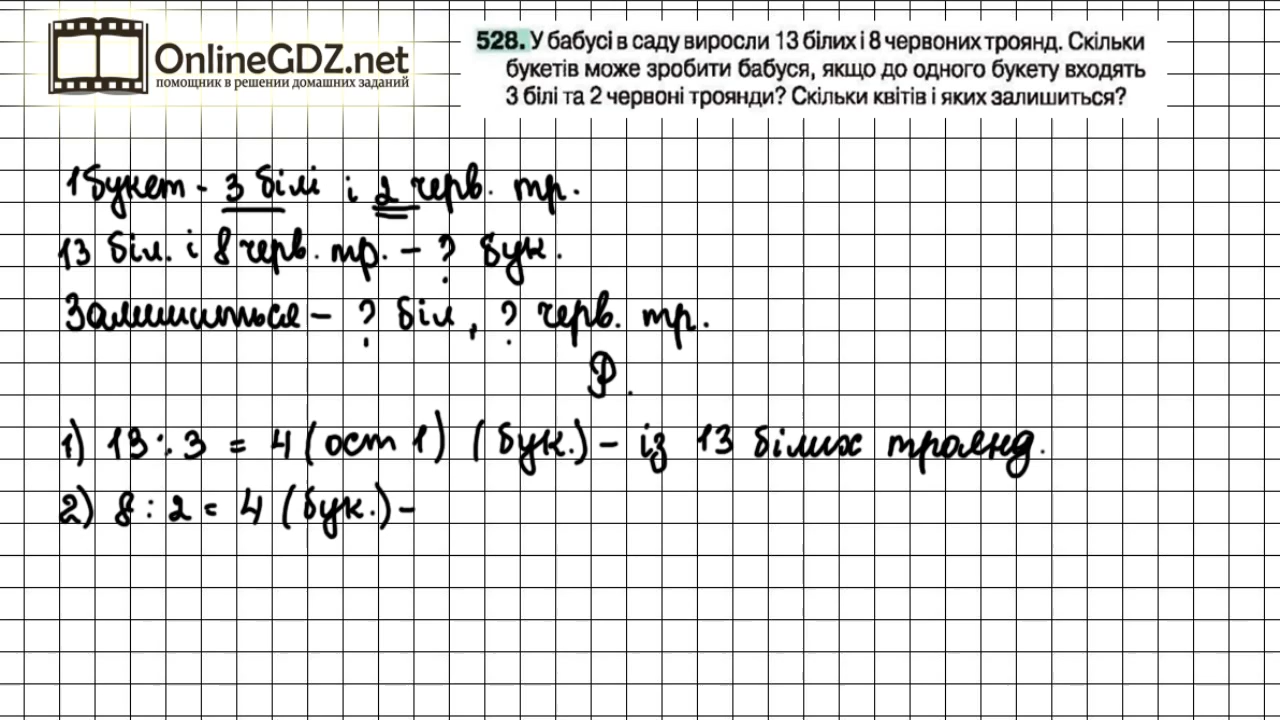 OnlineGDZ.net
помощник в решении домашних заданий
528. У бабусі в саду виросли 13 білих і 8 червоних троянд. Скільки
букетів може зробити бабуся, якщо до одного букету входять
3 білі та 2 червоні троянди? Скільки квітів і яких залишиться?
1 букет - 3 білі і 2 черв. тр.
13 біл. і 8 черв. тр. - ? бук.
Залишиться - ? біл, ? черв. тр.
Р.
1) 13 : 3 = 4 (ост 1) (бук.) - із 13 білих троянд.
2) 8 : 2 = 4 (бук.) -